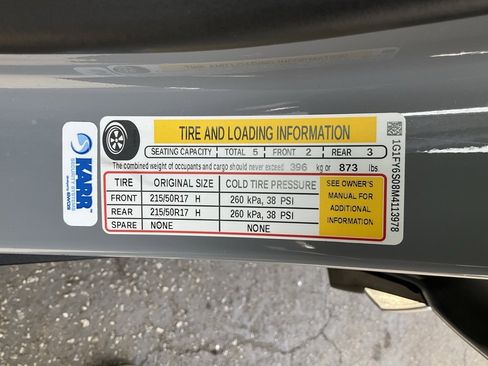 TIRE AND LOADING INFORMATION
SEATING CAPACITY TOTAL 5 FRONT 2 REAR 3
The combined weight of occupants and cargo should never exceed 396 kg or 873 lbs
TIRE ORIGINAL SIZE COLD TIRE PRESSURE
FRONT 215/50R17 H 260 kPa, 38 PSI
REAR 215/50R17 H 260 kPa, 38 PSI
SPARE NONE NONE
SEE OWNER'S
MANUAL FOR
ADDITIONAL
INFORMATION
1G1FY6S08M4113978
KARR
SECURITY SYSTEMS